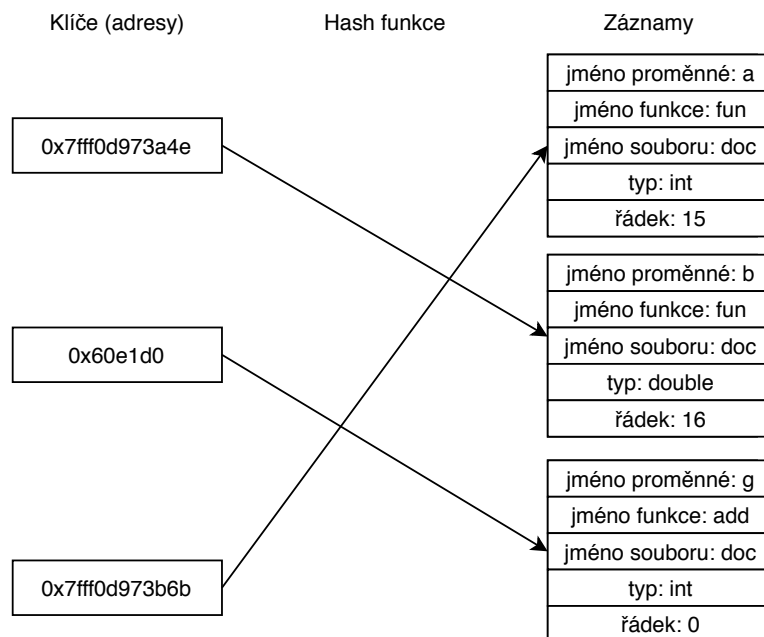 Klíče (adresy)
Hash funkce
Záznamy
0x7fff0d973a4e
0x60e1d0
0x7fff0d973b6b
jméno proměnné: a
jméno funkce: fun
jméno souboru: doc
typ: int
řádek: 15
jméno proměnné: b
jméno funkce: fun
jméno souboru: doc
typ: double
řádek: 16
jméno proměnné: g
jméno funkce: add
jméno souboru: doc
typ: int
řádek: 0